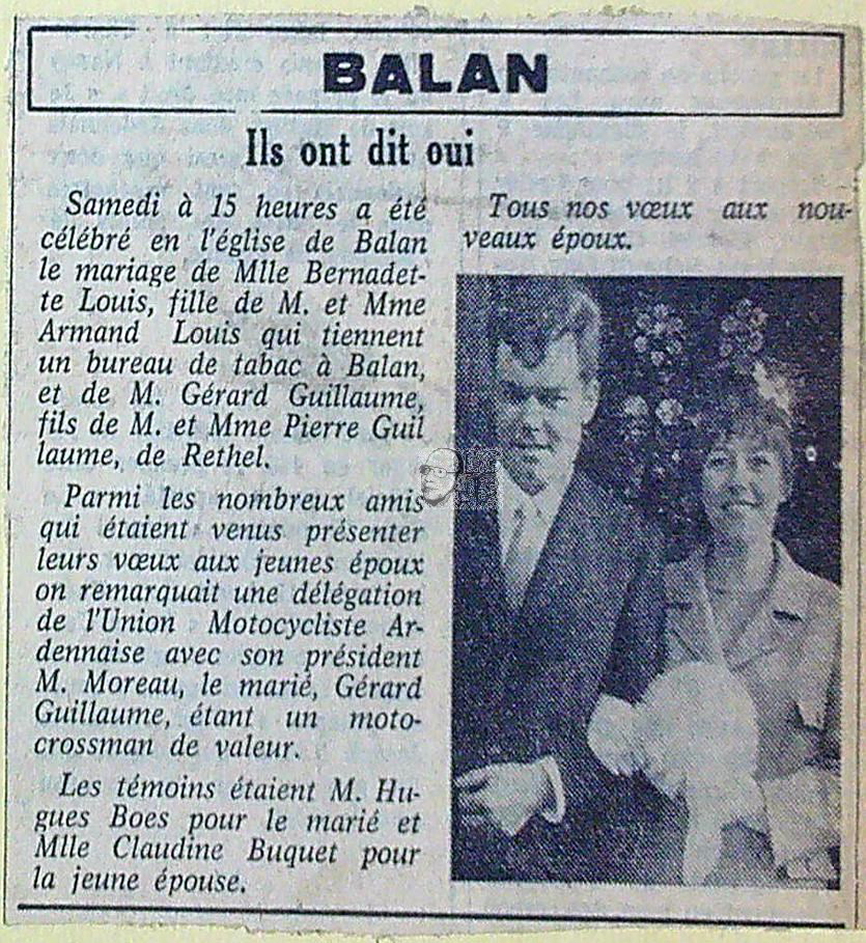 BALAN
Ils ont dit oui
Samedi à 15 heures a été
célébré en l'église de Balan
le mariage de Mlle Bernadet-
te Louis, fille de M. et Mme
Armand Louis qui tiennent
un bureau de tabac à Balan,
et de M. Gérard Guillaume,
fils de M. et Mme Pierre Guil
laume, de Rethel.
Parmi les nombreux amis
qui étaient venus présenter
leurs vœux aux jeunes époux
on remarquait une délégation
de l'Union Motocycliste Ar-
dennaise avec son président
M. Moreau, le marié, Gérard
Guillaume, étant un moto-
crossman de valeur.
Les témoins étaient M. Hu-
gues Boes pour le marié et
Mlle Claudine Buquet pour
la jeune épouse.
Tous nos vœux aux nou-
veaux époux.